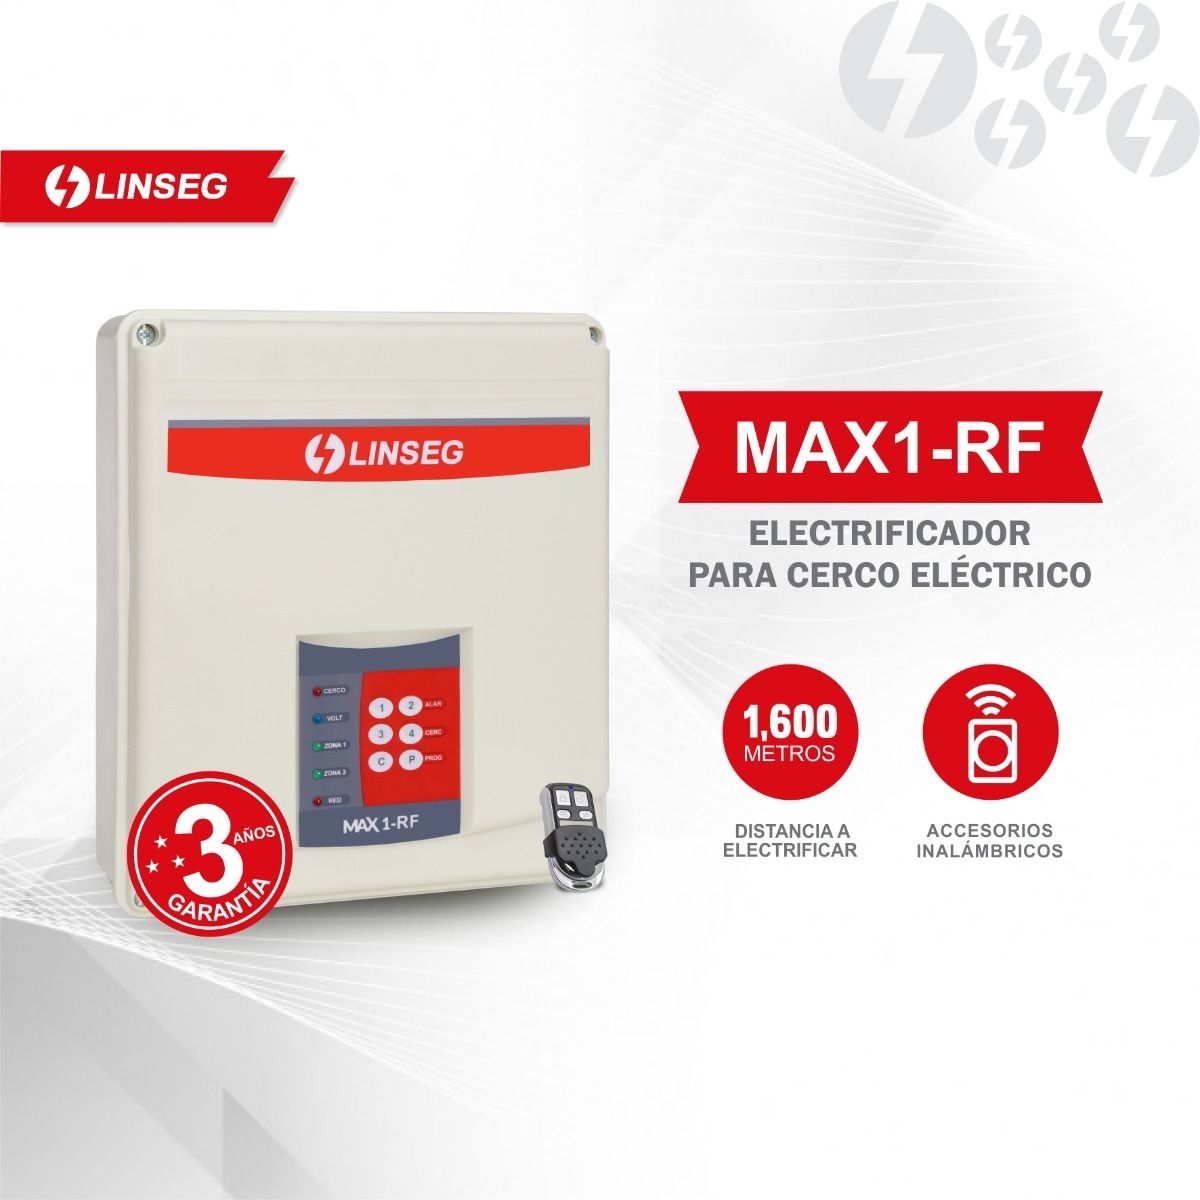 LINSEG
LINSEG
MAX1-RF
ELECTRIFICADOR
PARA CERCO ELÉCTRICO
CERCO
VOLT
ZONA 1
ZONA 2
RED
1 2 ALAR
3 4 CERC
C P PROG
MAX 1-RF
3 AÑOS
GARANTÍA
1,600
METROS
DISTANCIA A
ELECTRIFICAR
ACCESORIOS
INALÁMBRICOS